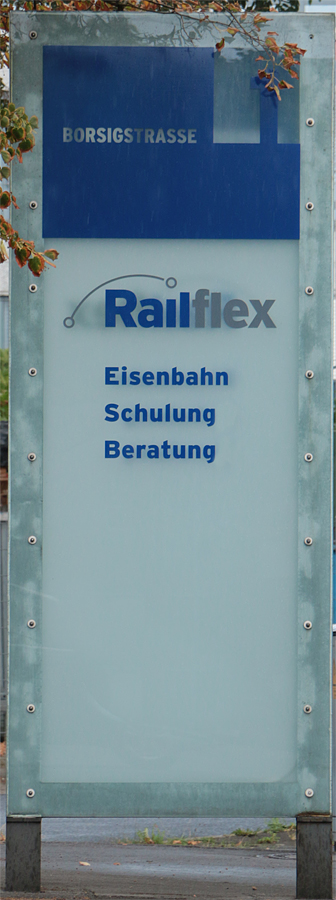 BORSIGSTRASSE
Railflex
Eisenbahn
Schulung
Beratung